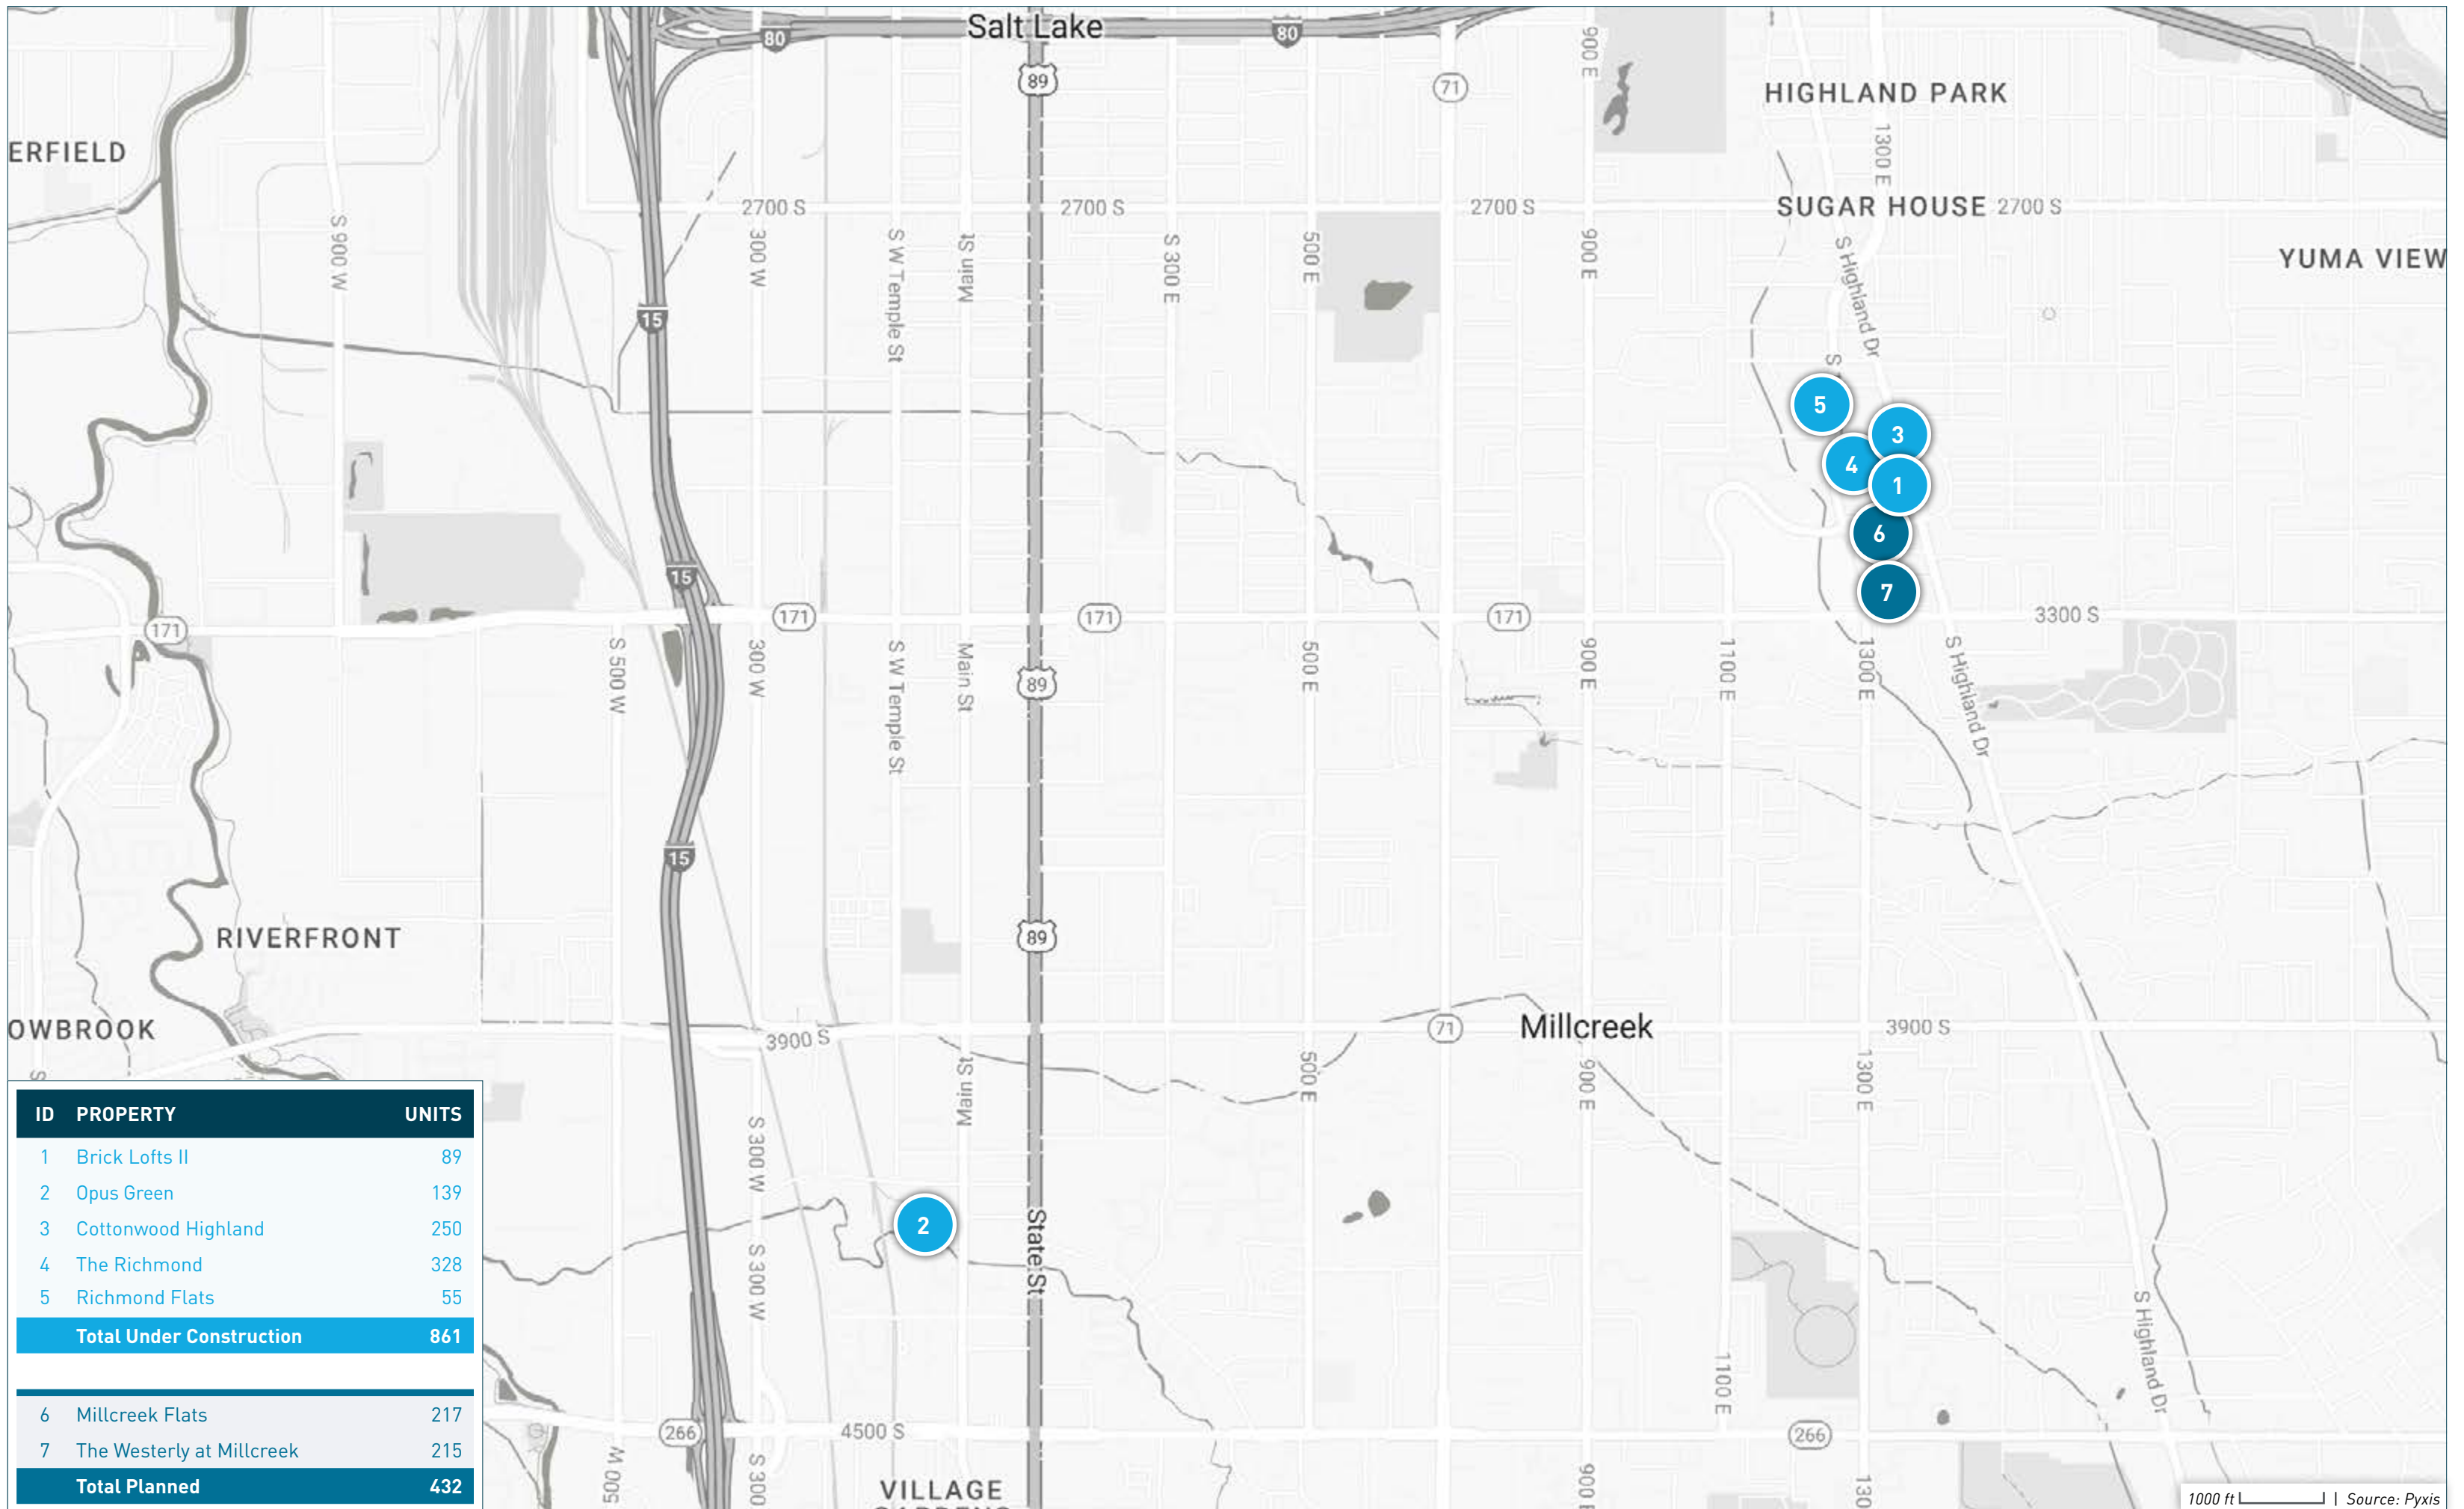 Salt Lake
80
80
89
71
900 E
HIGHLAND PARK
1300 E
ERFIELD
2700 S
2700 S
2700 S
SUGAR HOUSE
2700 S
S 900 W
300 W
S W Temple St
Main St
S 300 E
500 E
900 E
S Highland Dr
YUMA VIEW
15
S
5
3
4
1
6
7
15
171
171
171
171
3300 S
S 500 W
300 W
S W Temple St
Main St
89
500 E
900 E
1100 E
1300 E
S Highland Dr
15
RIVERFRONT
89
OWBROOK
3900 S
71
Millcreek
3900 S
S
Main St
500 E
900 E
1300 E
S 300 W
2
State St
S 300 W
S Highland Dr
1100 E
266
4500 S
266
500 W
S 300
900 E
130
VILLAGE
ID PROPERTY UNITS
1 Brick Lofts II 89
2 Opus Green 139
3 Cottonwood Highland 250
4 The Richmond 328
5 Richmond Flats 55
Total Under Construction 861
6 Millcreek Flats 217
7 The Westerly at Millcreek 215
Total Planned 432
1000 ft | Source: Pyxis